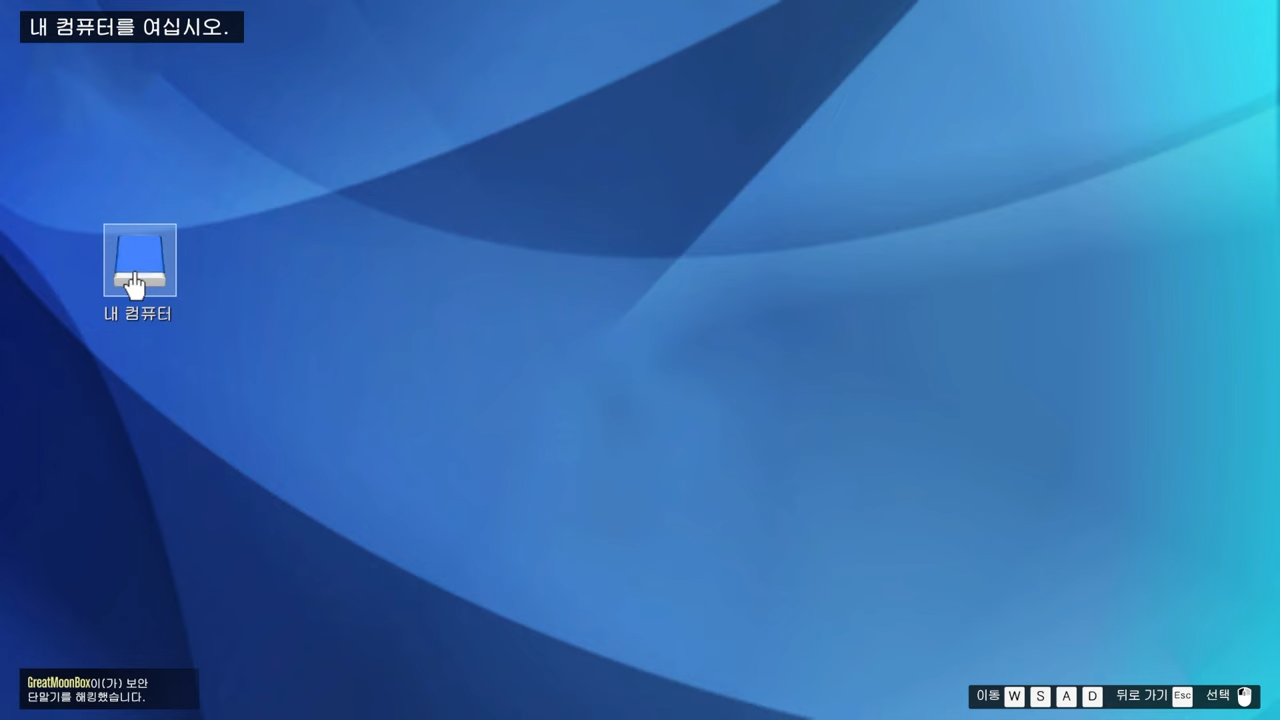 내 컴퓨터를 여십시오.
내 컴퓨터
GreatMoonBox이(가) 보안
단말기를 해킹했습니다.
이동 W S A D 뒤로 가기 Esc 선택